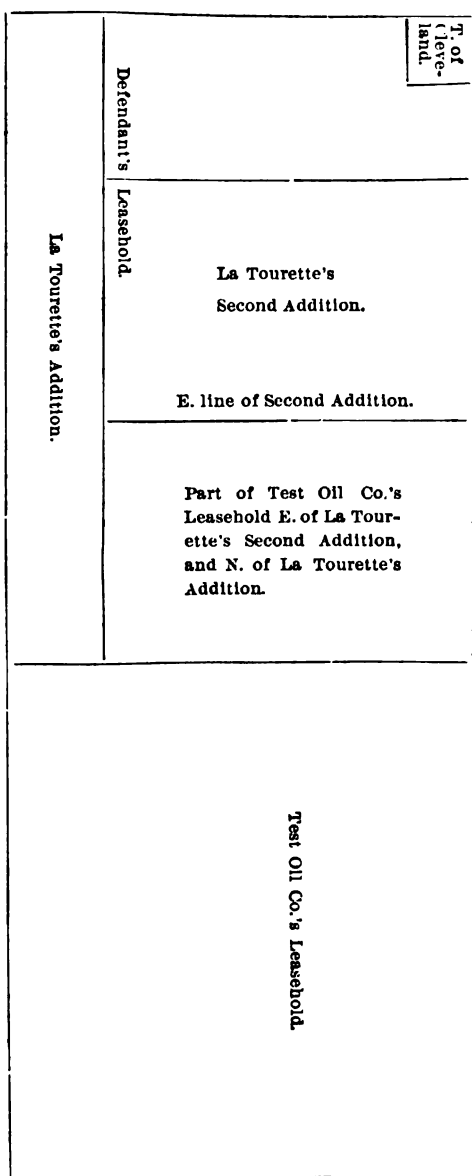 T. of
Cleve-
land.
Defendant's Leasehold.
La Tourette's
Second Addition.
La Tourette's Addition.
E. line of Second Addition.
Part of Test Oil Co.'s
Leasehold E. of La Tour-
ette's Second Addition,
and N. of La Tourette's
Addition.
Test Oil Co.'s Leasehold.